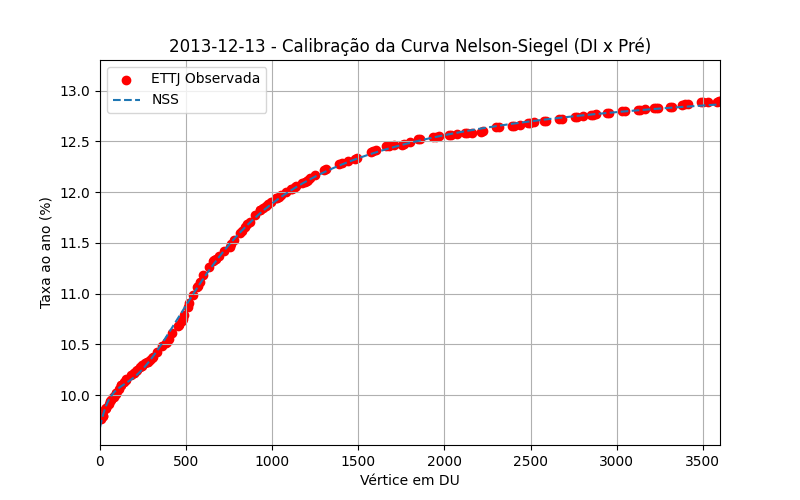 2013-12-13 - Calibração da Curva Nelson-Siegel (DI x Pré)
ETTJ Observada
NSS
Taxa ao ano (%)
13.0
12.5
12.0
11.5
11.0
10.5
10.0
0 500 1000 1500 2000 2500 3000 3500
Vértice em DU